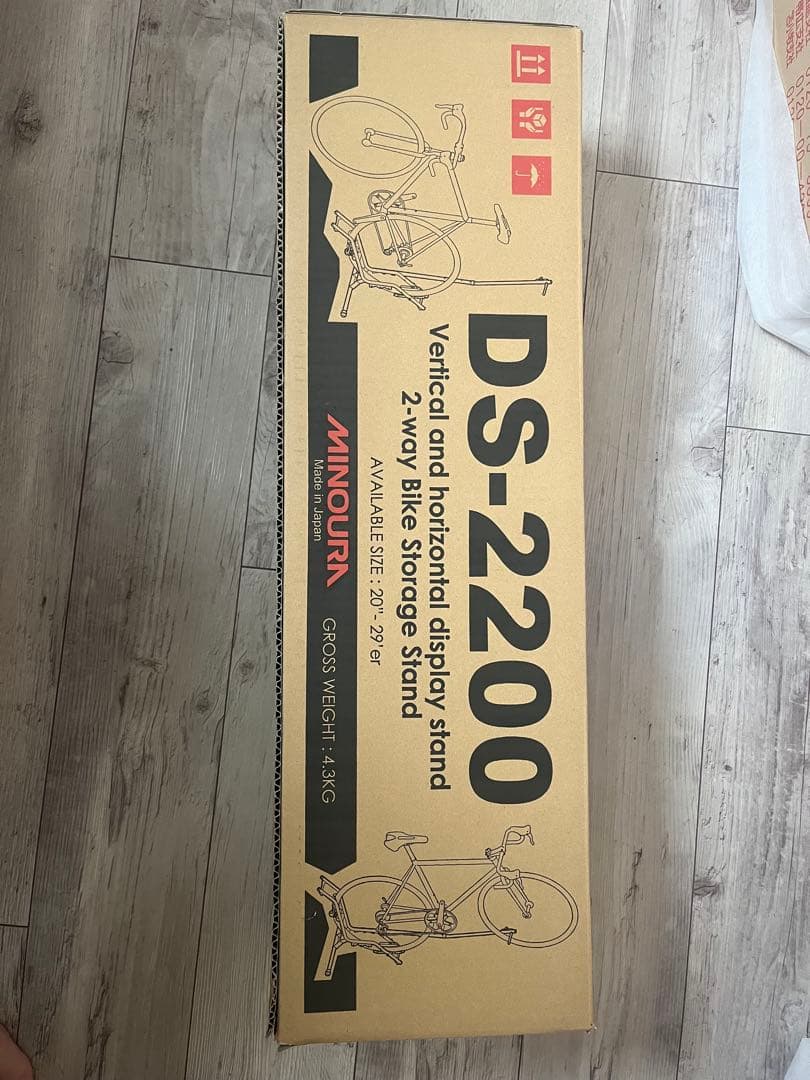 DS-2200
Vertical and horizontal display stand
2-way Bike Storage Stand
AVAILABLE SIZE : 20"- 29'er
MINOURA
Made in Japan
GROSS WEIGHT : 4.3KG